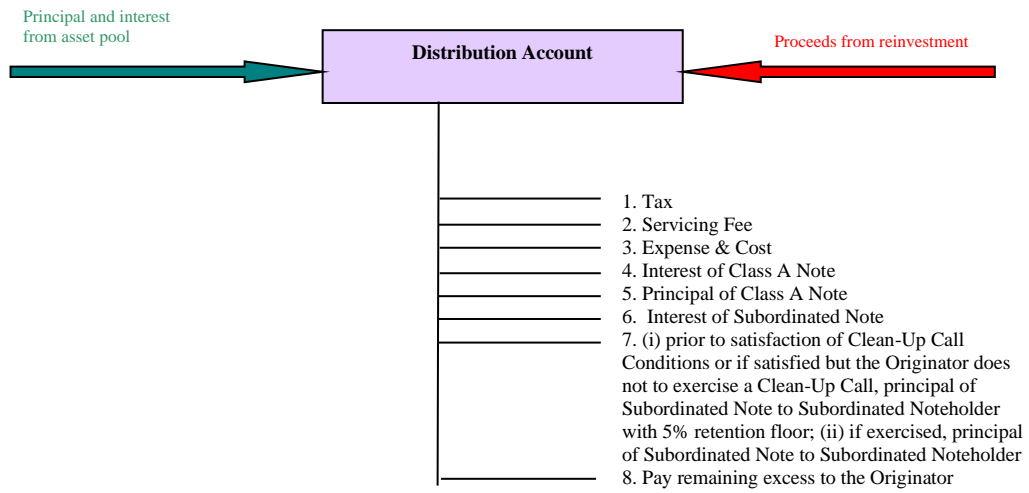 Principal and interest
from asset pool
Distribution Account
Proceeds from reinvestment
1. Tax
2. Servicing Fee
3. Expense & Cost
4. Interest of Class A Note
5. Principal of Class A Note
6.  Interest of Subordinated Note
7. (i) prior to satisfaction of Clean-Up Call
Conditions or if satisfied but the Originator does
not to exercise a Clean-Up Call, principal of
Subordinated Note to Subordinated Noteholder
with 5% retention floor; (ii) if exercised, principal
of Subordinated Note to Subordinated Noteholder
8. Pay remaining excess to the Originator